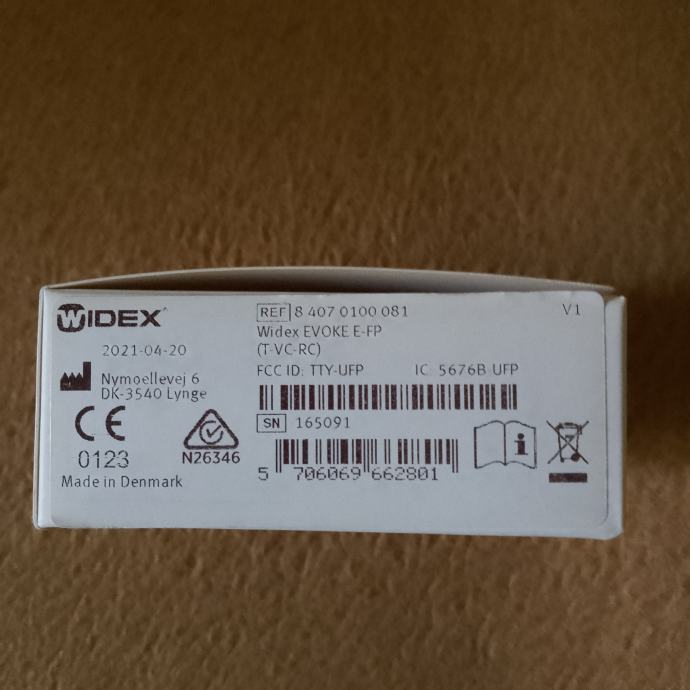 WIDEX
2021-04-20
Nymoellevej 6
DK-3540 Lynge
CE
0123
N26346
Made in Denmark
REF 8 407 0100 081
V1
Widex EVOKE E-FP
(T-VC-RC)
FCC ID: TTY-UFP IC: 5676B-UFP
SN 165091
5 706069 662801
i